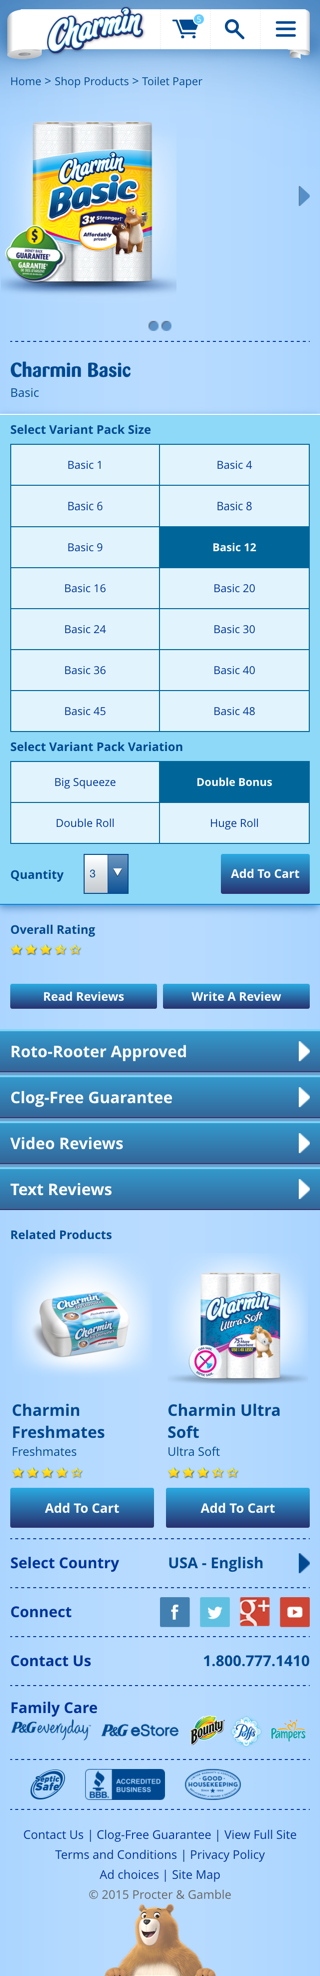 Charmin
5
Home > Shop Products > Toilet Paper
Charmin
Basic
3x Stronger!*
Affordably
priced!
$
MONEY BACK
GUARANTEE*
GARANTIE*
Charmin Basic
Basic
Select Variant Pack Size
Basic 1
Basic 4
Basic 6
Basic 8
Basic 9
Basic 12
Basic 16
Basic 20
Basic 24
Basic 30
Basic 36
Basic 40
Basic 45
Basic 48
Select Variant Pack Variation
Big Squeeze
Double Bonus
Double Roll
Huge Roll
Quantity
3
Add To Cart
Overall Rating
Read Reviews
Write A Review
Roto-Rooter Approved
Clog-Free Guarantee
Video Reviews
Text Reviews
Related Products
Charmin
Charmin
Charmin
Ultra Soft
Charmin
Freshmates
Freshmates
Charmin Ultra
Soft
Ultra Soft
Add To Cart
Add To Cart
Select Country
USA - English
Connect
f
g+
Contact Us
1.800.777.1410
Family Care
P&G everyday
P&G eStore
Bounty
Puffs
Pampers
Septic
Safe
BBB.
ACCREDITED
BUSINESS
GOOD
HOUSEKEEPING
Contact Us | Clog-Free Guarantee | View Full Site
Terms and Conditions | Privacy Policy
Ad choices | Site Map
© 2015 Procter & Gamble